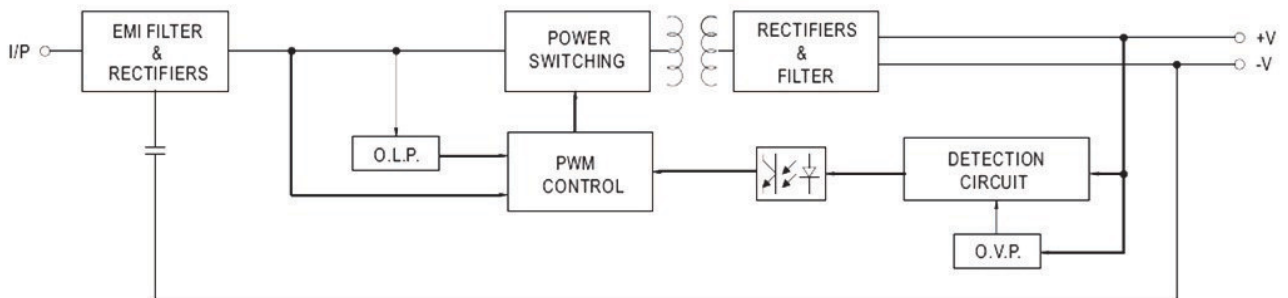 I/P
EMI FILTER
&
RECTIFIERS
POWER
SWITCHING
RECTIFIERS
&
FILTER
+V
-V
O.L.P.
PWM
CONTROL
DETECTION
CIRCUIT
O.V.P.